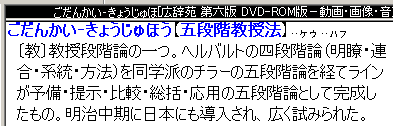 ごだんかい‐きょうじゅほ広辞苑 第六版 DVD-ROM版－動画・画像・音
ごだんかい‐きょうじゅほう【五段階教授法】‥ケウ‥ハフ
〔教〕教授段階論の一つ。ヘルバルトの四段階論（明瞭・連
合・系統・方法）を同学派のチラーの五段階論を経てライン
が予備・提示・比較・総括・応用の五段階論として完成し
たもの。明治中期に日本にも導入され、広く試みられた。